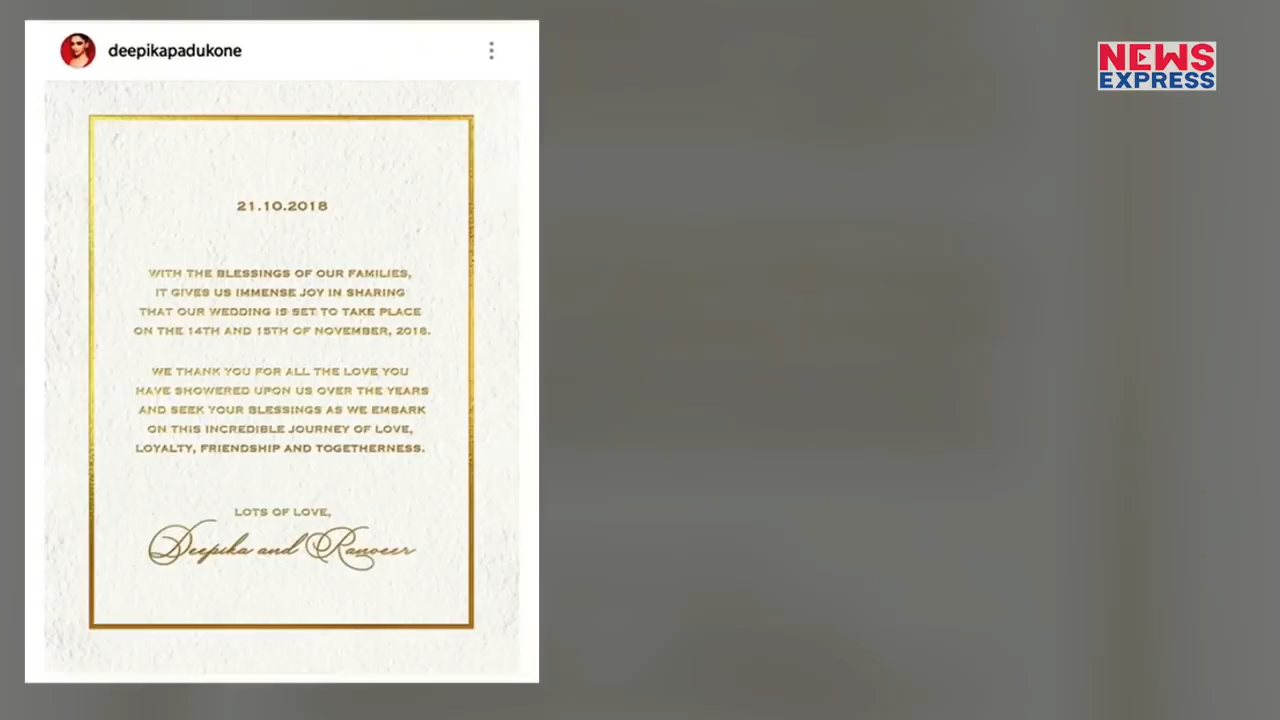 deepikapadukone
NEWS
EXPRESS
21.10.2018
WITH THE BLESSINGS OF OUR FAMILIES,
IT GIVES US IMMENSE JOY IN SHARING
THAT OUR WEDDING IS SET TO TAKE PLACE
ON THE 14TH AND 15TH OF NOVEMBER, 2018.
WE THANK YOU FOR ALL THE LOVE YOU
HAVE SHOWERED UPON US OVER THE YEARS
AND SEEK YOUR BLESSINGS AS WE EMBARK
ON THIS INCREDIBLE JOURNEY OF LOVE,
LOYALTY, FRIENDSHIP AND TOGETHERNESS.
LOTS OF LOVE,
Deepika and Ranveer